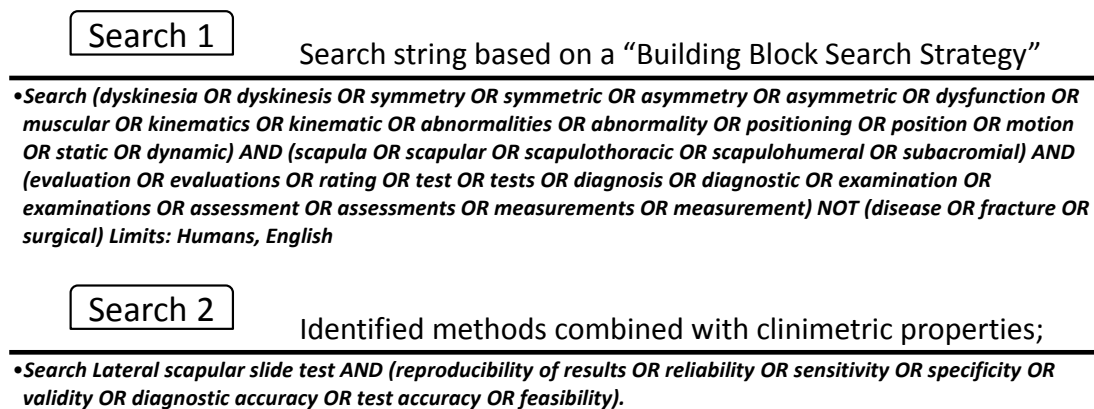 Search 1
Search string based on a “Building Block Search Strategy”
•Search (dyskinesia OR dyskinesis OR symmetry OR symmetric OR asymmetry OR asymmetric OR dysfunction OR
muscular OR kinematics OR kinematic OR abnormalities OR abnormality OR positioning OR position OR motion
OR static OR dynamic) AND (scapula OR scapular OR scapulothoracic OR scapulohumeral OR subacromial) AND
(evaluation OR evaluations OR rating OR test OR tests OR diagnosis OR diagnostic OR examination OR
examinations OR assessment OR assessments OR measurements OR measurement) NOT (disease OR fracture OR
surgical) Limits: Humans, English
Search 2
Identified methods combined with clinimetric properties;
•Search Lateral scapular slide test AND (reproducibility of results OR reliability OR sensitivity OR specificity OR
validity OR diagnostic accuracy OR test accuracy OR feasibility).